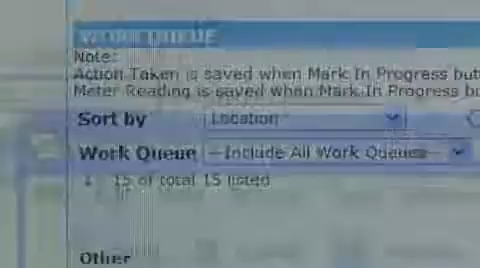 WORK QUEUE
Note:
Action Taken is saved when Mark In Progress but
Meter Reading is saved when Mark In Progress bu
Sort by Location
Work Queue --Include All Work Queues--
1 15 of total 15 listed
Other